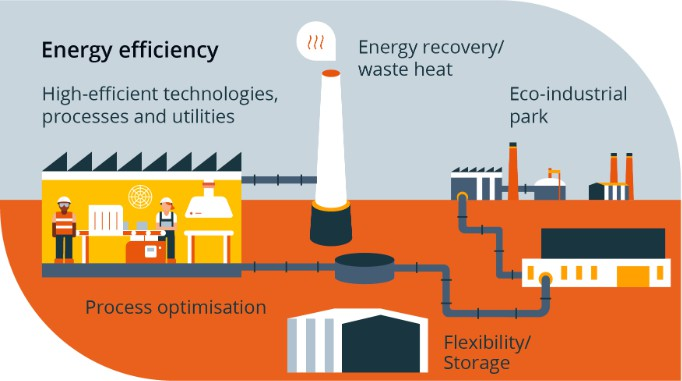 Energy efficiency
High-efficient technologies,
processes and utilities
Energy recovery/
waste heat
Eco-industrial
park
Process optimisation
Flexibility/
Storage